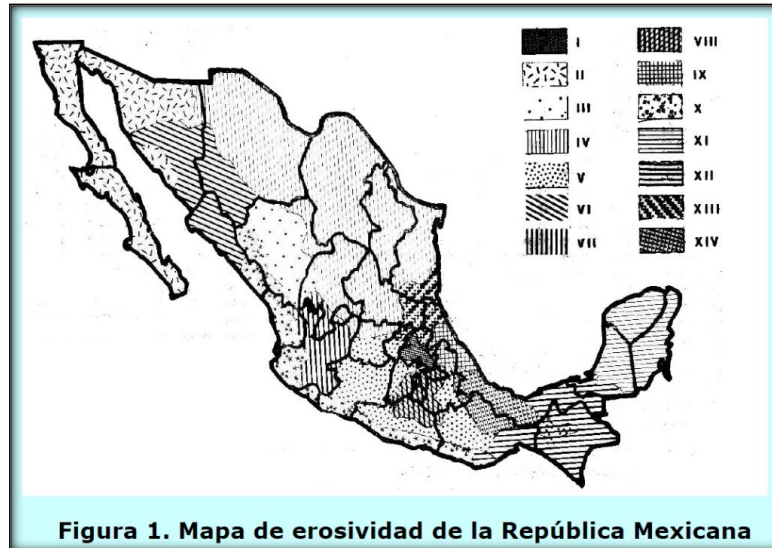 I
II
III
IV
V
VI
VII
VIII
IX
X
XI
XII
XIII
XIV
Figura 1. Mapa de erosividad de la República Mexicana